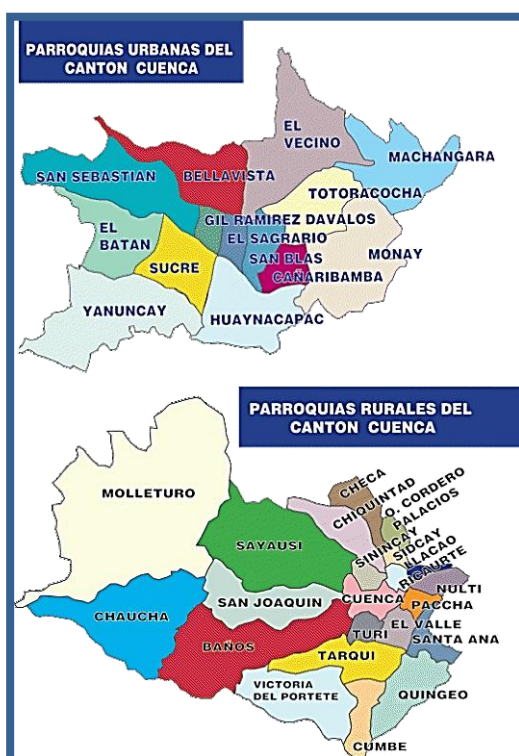 PARROQUIAS URBANAS DEL
CANTON CUENCA
EL
VECINO
MACHANGARA
SAN SEBASTIAN
BELLAVISTA
TOTORACOCHA
GIL RAMIREZ DAVALOS
EL
BATAN
EL SAGRARIO
MONAY
SUCRE
SAN BLAS
CAÑARIBAMBA
YANUNCAY
HUAYNACAPAC
PARROQUIAS RURALES DEL
CANTON CUENCA
MOLLETURO
CHECA
CHIQUINTAD
O. CORDERO
PALACIOS
SAYAUSI
SININCAY
SIDCAY
LLACAO
RICAURTE
NULTI
CHAUCHA
SAN JOAQUIN
CUENCA
PACCHA
EL VALLE
TURI
SANTA ANA
BAÑOS
TARQUI
VICTORIA
DEL PORTETE
QUINGEO
CUMBE